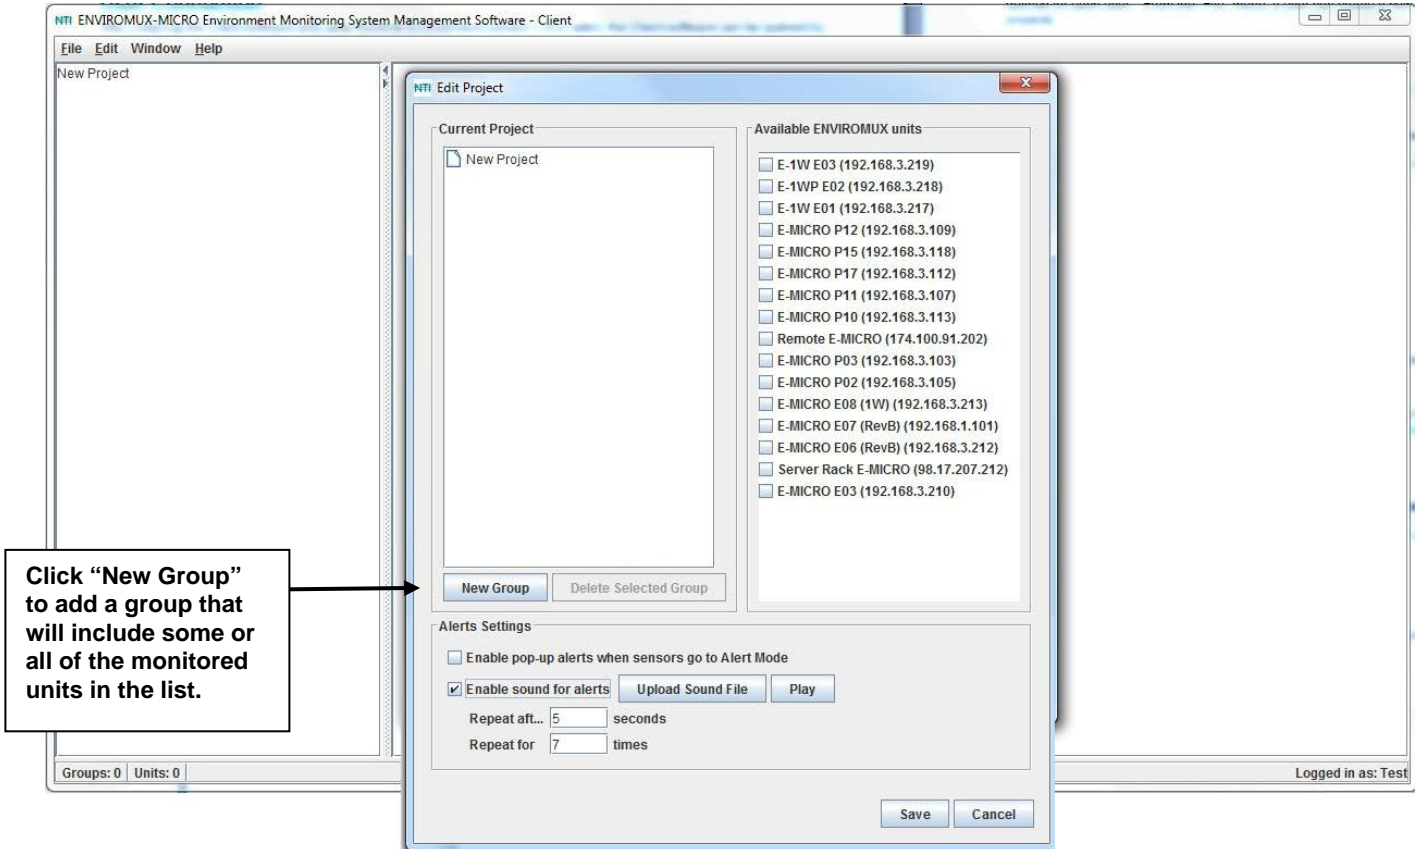 NTI ENVIROMUX-MICRO Environment Monitoring System Management Software - Client
File Edit Window Help
New Project
NTI Edit Project
Current Project
New Project
New Group Delete Selected Group
Available ENVIROMUX units
E-1W E03 (192.168.3.219)
E-1WP E02 (192.168.3.218)
E-1W E01 (192.168.3.217)
E-MICRO P12 (192.168.3.109)
E-MICRO P15 (192.168.3.118)
E-MICRO P17 (192.168.3.112)
E-MICRO P11 (192.168.3.107)
E-MICRO P10 (192.168.3.113)
Remote E-MICRO (174.100.91.202)
E-MICRO P03 (192.168.3.103)
E-MICRO P02 (192.168.3.105)
E-MICRO E08 (1W) (192.168.3.213)
E-MICRO E07 (RevB) (192.168.1.101)
E-MICRO E06 (RevB) (192.168.3.212)
Server Rack E-MICRO (98.17.207.212)
E-MICRO E03 (192.168.3.210)
Click “New Group”
to add a group that
will include some or
all of the monitored
units in the list.
Alerts Settings
Enable pop-up alerts when sensors go to Alert Mode
Enable sound for alerts Upload Sound File Play
Repeat aft... 5 seconds
Repeat for 7 times
Save Cancel
Groups: 0 Units: 0
Logged in as: Test